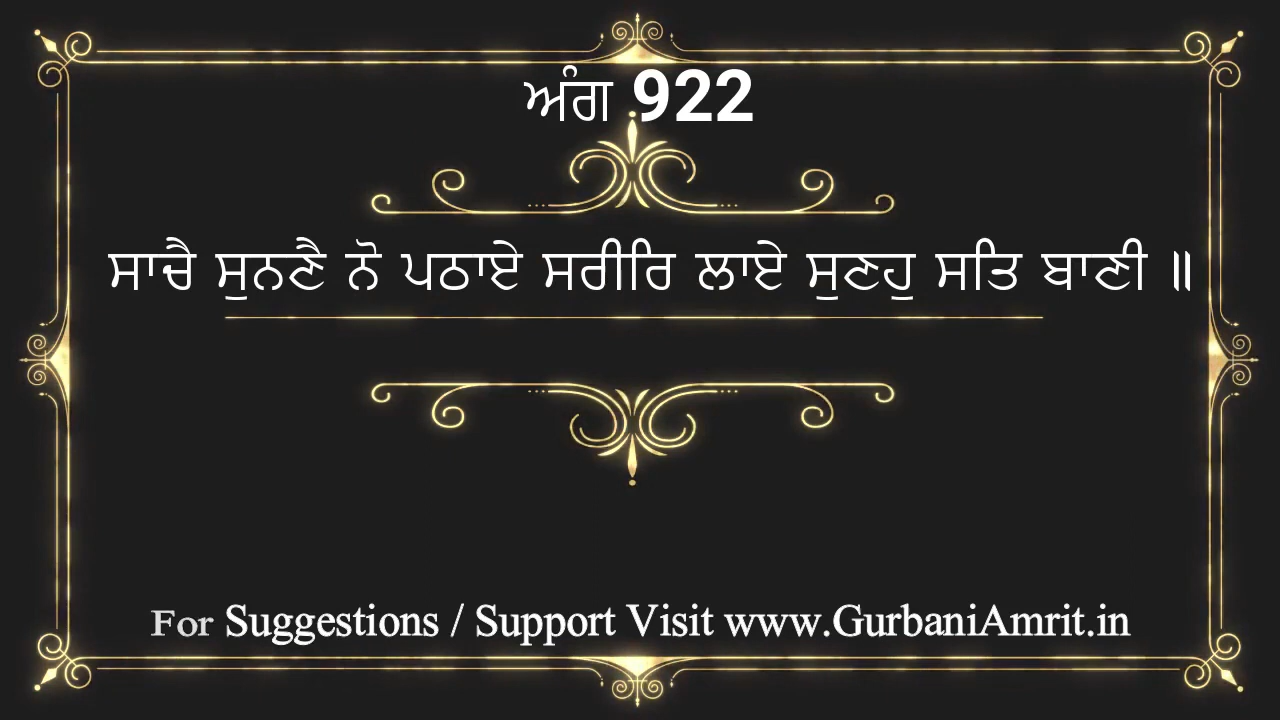 ਅੰਗ 922
ਸਾਚੈ ਸੁਨਣੈ ਨੋ ਪਠਾਏ ਸਰੀਰਿ ਲਾਏ ਸੁਣਹੁ ਸਤਿ ਬਾਣੀ ॥
For Suggestions / Support Visit www.GurbaniAmrit.in